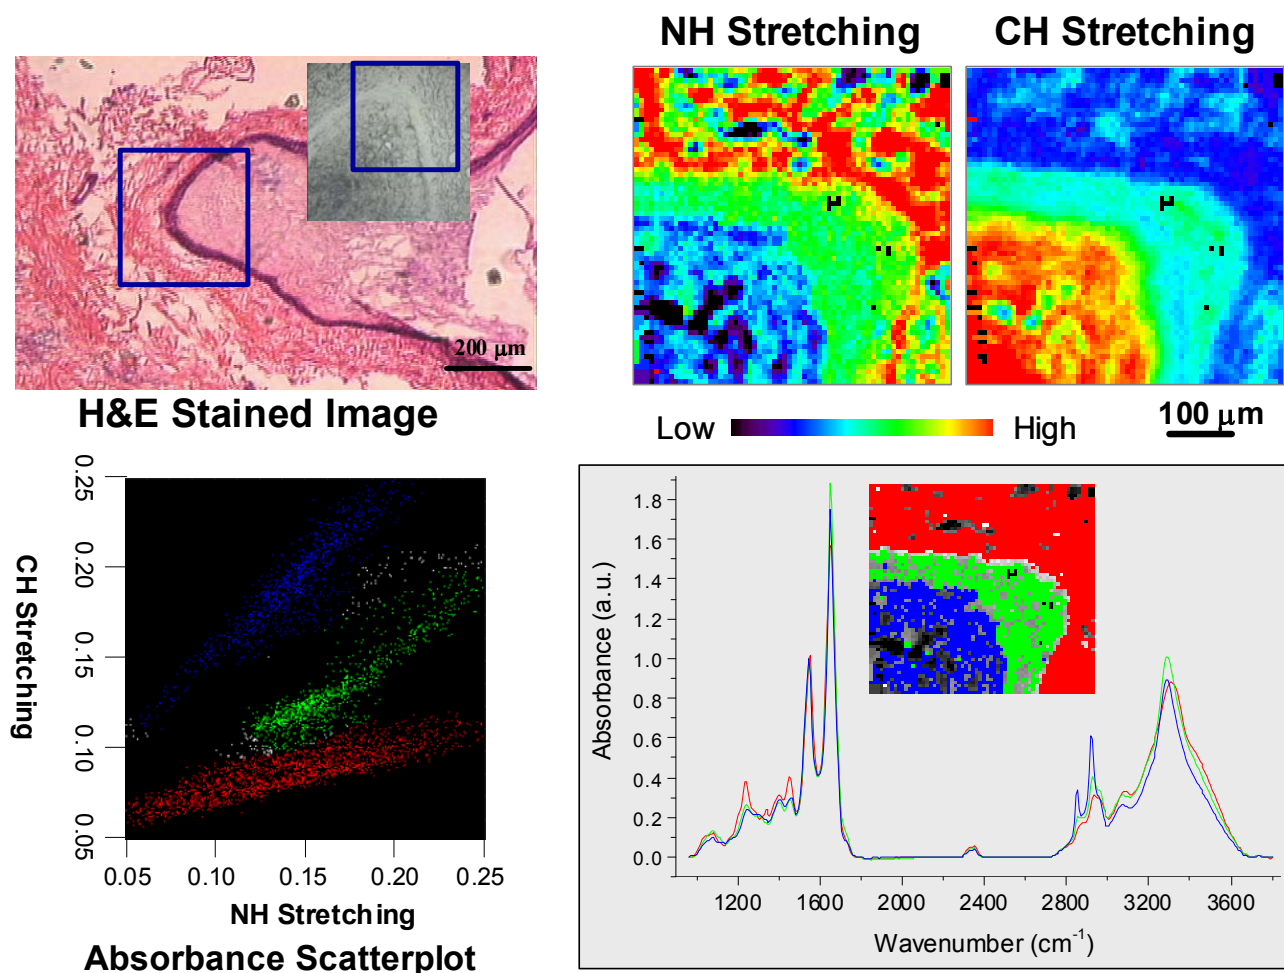 NH Stretching
CH Stretching
200 μm
H&E Stained Image
Low
High
100 μm
0.25
0.20
0.15
0.10
0.05
CH Stretching
0.05
0.10
0.15
0.20
0.25
NH Stretching
Absorbance Scatterplot
1.8
1.6
1.4
1.2
1.0
0.8
0.6
0.4
0.2
0.0
Absorbance (a.u.)
1200
1600
2000
2400
2800
3200
3600
Wavenumber (cm⁻¹)